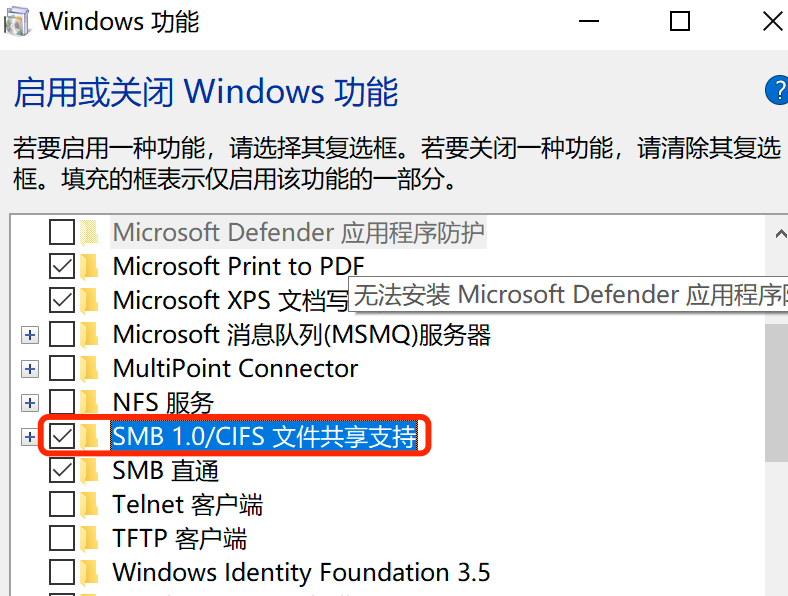 Windows 功能
启用或关闭 Windows 功能
若要启用一种功能，请选择其复选框。若要关闭一种功能，请清除其复选
框。填充的框表示仅启用该功能的一部分。
Microsoft Defender 应用程序防护
Microsoft Print to PDF
Microsoft XPS 文档写
无法安装 Microsoft Defender 应用程序防
Microsoft 消息队列(MSMQ)服务器
MultiPoint Connector
NFS 服务
SMB 1.0/CIFS 文件共享支持
SMB 直通
Telnet 客户端
TFTP 客户端
Windows Identity Foundation 3.5